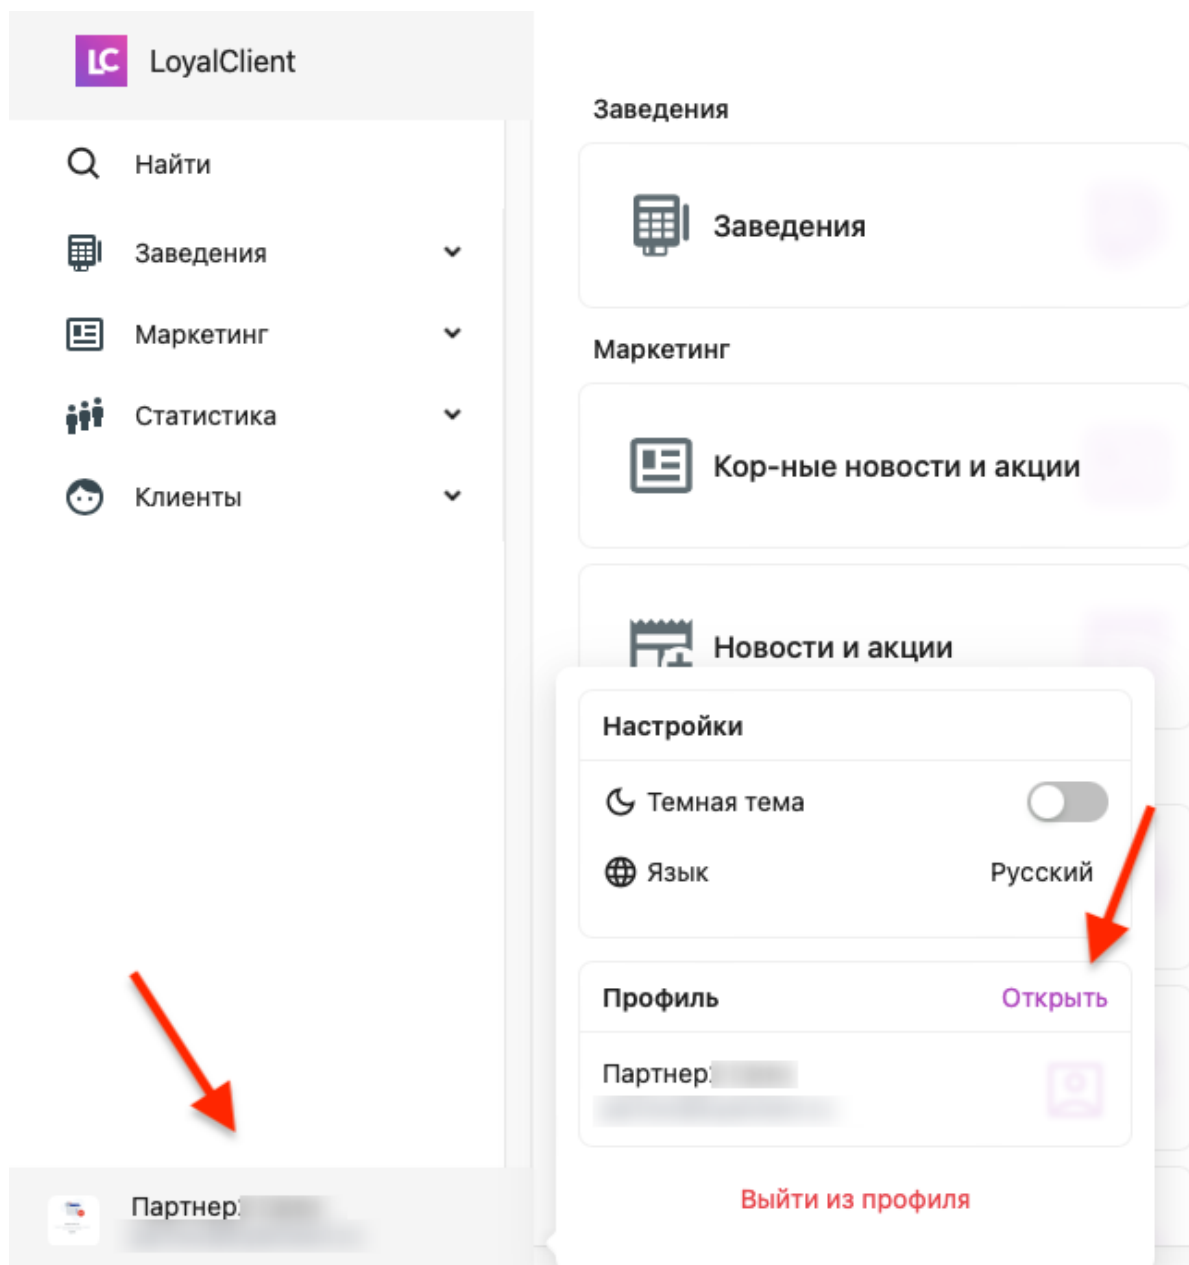 LC LoyalClient
Найти
Заведения
Маркетинг
Статистика
Клиенты
Партнер
Заведения
Заведения
Маркетинг
Кор-ные новости и акции
Новости и акции
Настройки
Темная тема
Язык Русский
Профиль Открыть
Партнер
Выйти из профиля